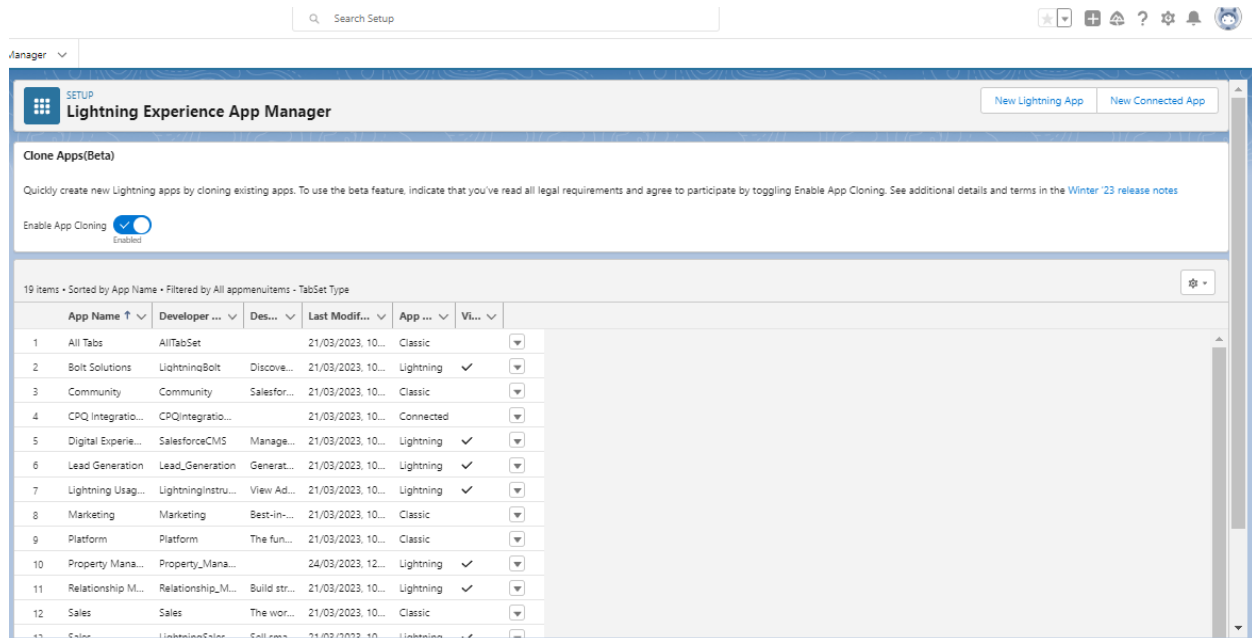 Search Setup
Manager
SETUP
Lightning Experience App Manager
New Lightning App
New Connected App
Clone Apps(Beta)
Quickly create new Lightning apps by cloning existing apps. To use the beta feature, indicate that you've read all legal requirements and agree to participate by toggling Enable App Cloning. See additional details and terms in the Winter '23 release notes
Enable App Cloning
Enabled
19 items • Sorted by App Name • Filtered by All appmenuitems - TabSet Type
App Name ↑ Developer ... Des... Last Modif... App ... Vi...
1 All Tabs AllTabSet 21/03/2023, 10... Classic
2 Bolt Solutions LightningBolt Discove... 21/03/2023, 10... Lightning
3 Community Community Salesfor... 21/03/2023, 10... Classic
4 CPQ Integratio... CPQIntegratio... 21/03/2023, 10... Connected
5 Digital Experie... SalesforceCMS Manage... 21/03/2023, 10... Lightning
6 Lead Generation Lead_Generation Generat... 21/03/2023, 10... Lightning
7 Lightning Usag... LightningInstru... View Ad... 21/03/2023, 10... Lightning
8 Marketing Marketing Best-in-... 21/03/2023, 10... Classic
9 Platform Platform The fun... 21/03/2023, 10... Classic
10 Property Mana... Property_Mana... 24/03/2023, 12... Lightning
11 Relationship M... Relationship_M... Build str... 21/03/2023, 10... Lightning
12 Sales Sales The wor... 21/03/2023, 10... Classic
13 Sales LightningSales Sell sma... 21/03/2023, 10... Lightning